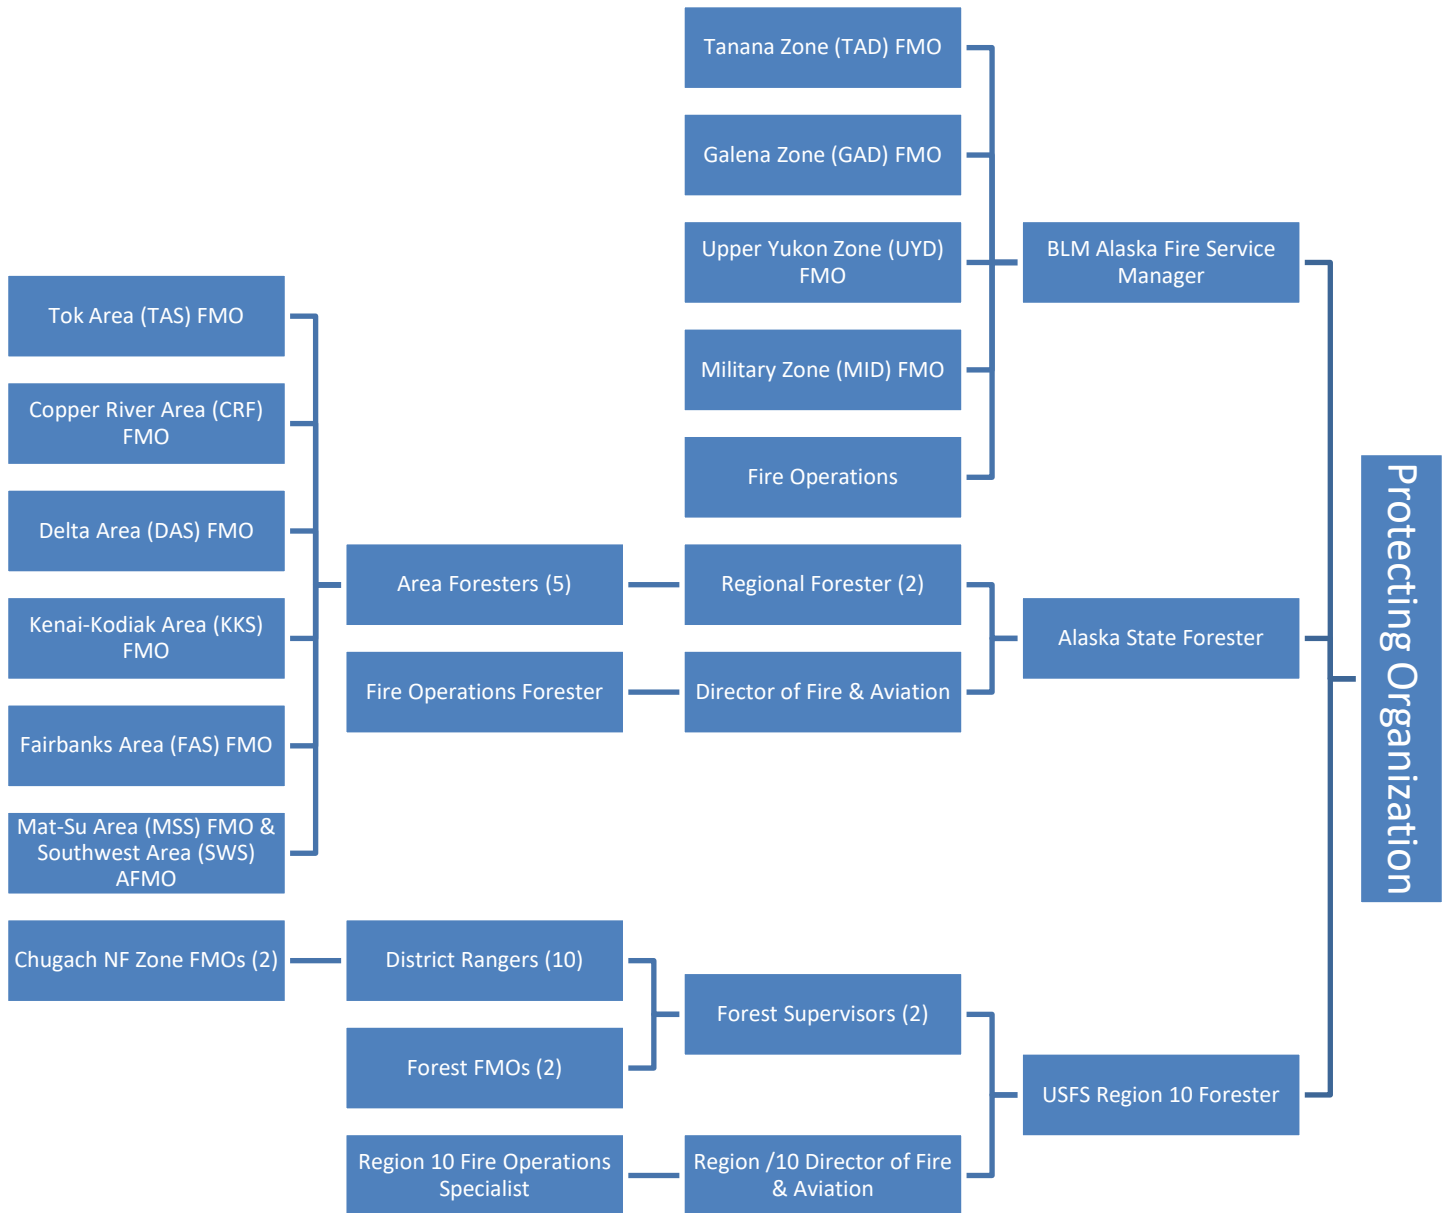 Tanana Zone (TAD) FMO
Galena Zone (GAD) FMO
Upper Yukon Zone (UYD)
FMO
BLM Alaska Fire Service
Manager
Military Zone (MID) FMO
Fire Operations
Tok Area (TAS) FMO
Copper River Area (CRF)
FMO
Delta Area (DAS) FMO
Kenai-Kodiak Area (KKS)
FMO
Fairbanks Area (FAS) FMO
Mat-Su Area (MSS) FMO &
Southwest Area (SWS)
AFMO
Area Foresters (5)
Regional Forester (2)
Fire Operations Forester
Director of Fire & Aviation
Alaska State Forester
Protecting Organization
Chugach NF Zone FMOs (2)
District Rangers (10)
Forest FMOs (2)
Forest Supervisors (2)
Region 10 Fire Operations
Specialist
Region /10 Director of Fire
& Aviation
USFS Region 10 Forester